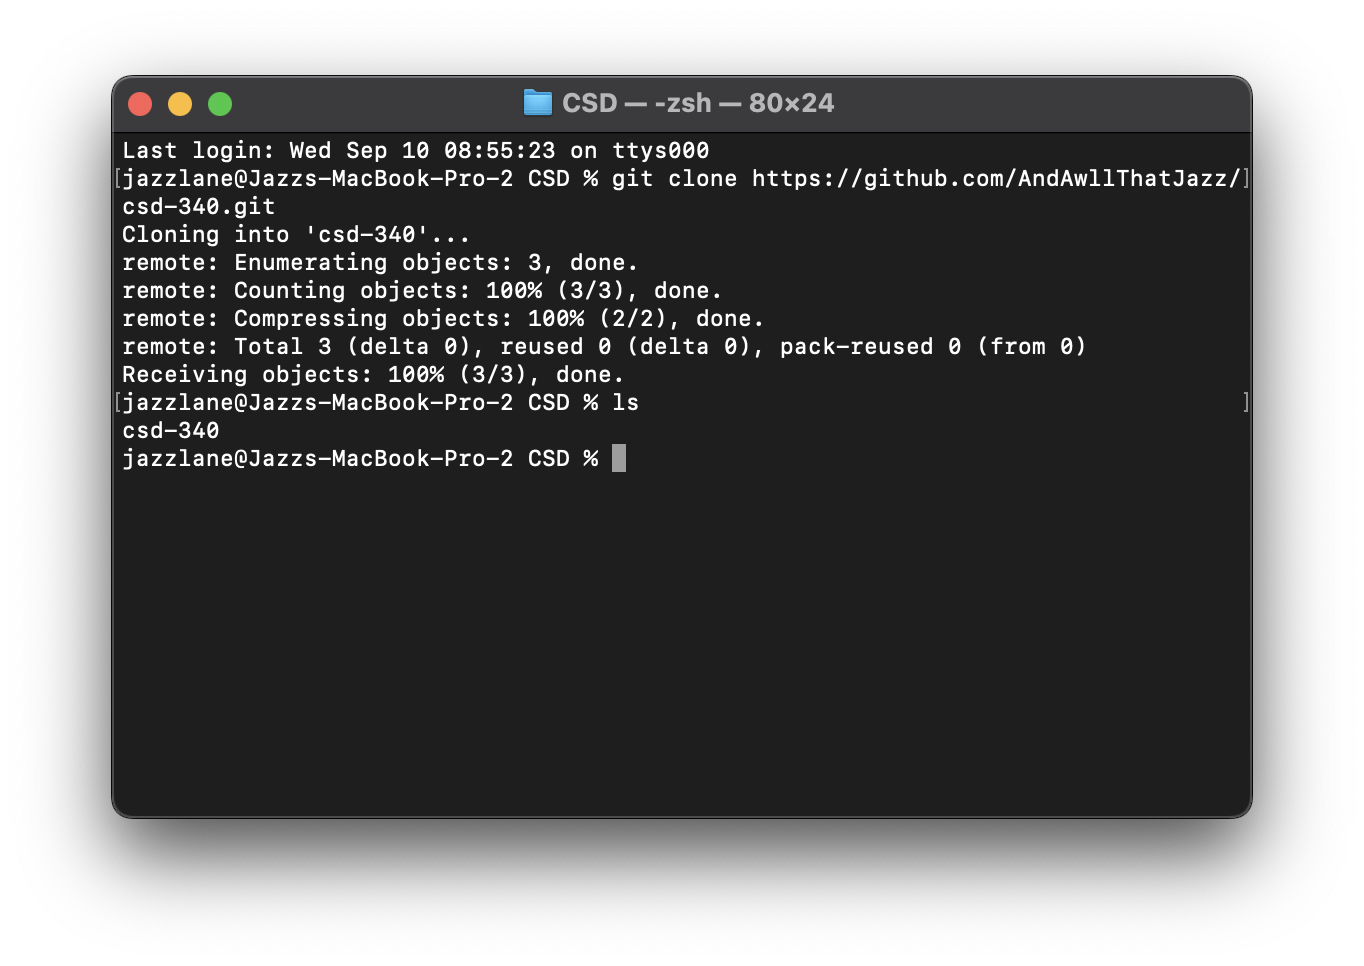 CSD — -zsh — 80×24
Last login: Wed Sep 10 08:55:23 on ttys000
[jazzlane@Jazzs-MacBook-Pro-2 CSD % git clone https://github.com/AndAwllThatJazz/]
csd-340.git
Cloning into 'csd-340'...
remote: Enumerating objects: 3, done.
remote: Counting objects: 100% (3/3), done.
remote: Compressing objects: 100% (2/2), done.
remote: Total 3 (delta 0), reused 0 (delta 0), pack-reused 0 (from 0)
Receiving objects: 100% (3/3), done.
[jazzlane@Jazzs-MacBook-Pro-2 CSD % ls ]
csd-340
jazzlane@Jazzs-MacBook-Pro-2 CSD %